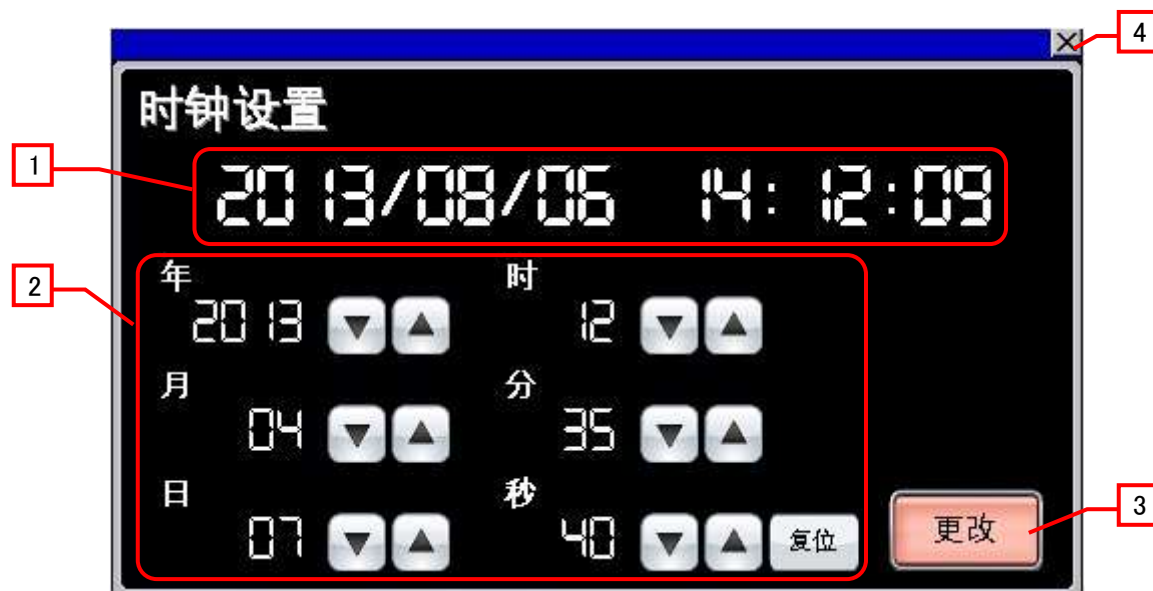 4
时钟设置
1
2013/08/06 14:12:09
2
年 时
2013 ▼ ▲ 12 ▼ ▲
月 分
04 ▼ ▲ 35 ▼ ▲
日 秒
07 ▼ ▲ 40 ▼ ▲ 复位
更改
3